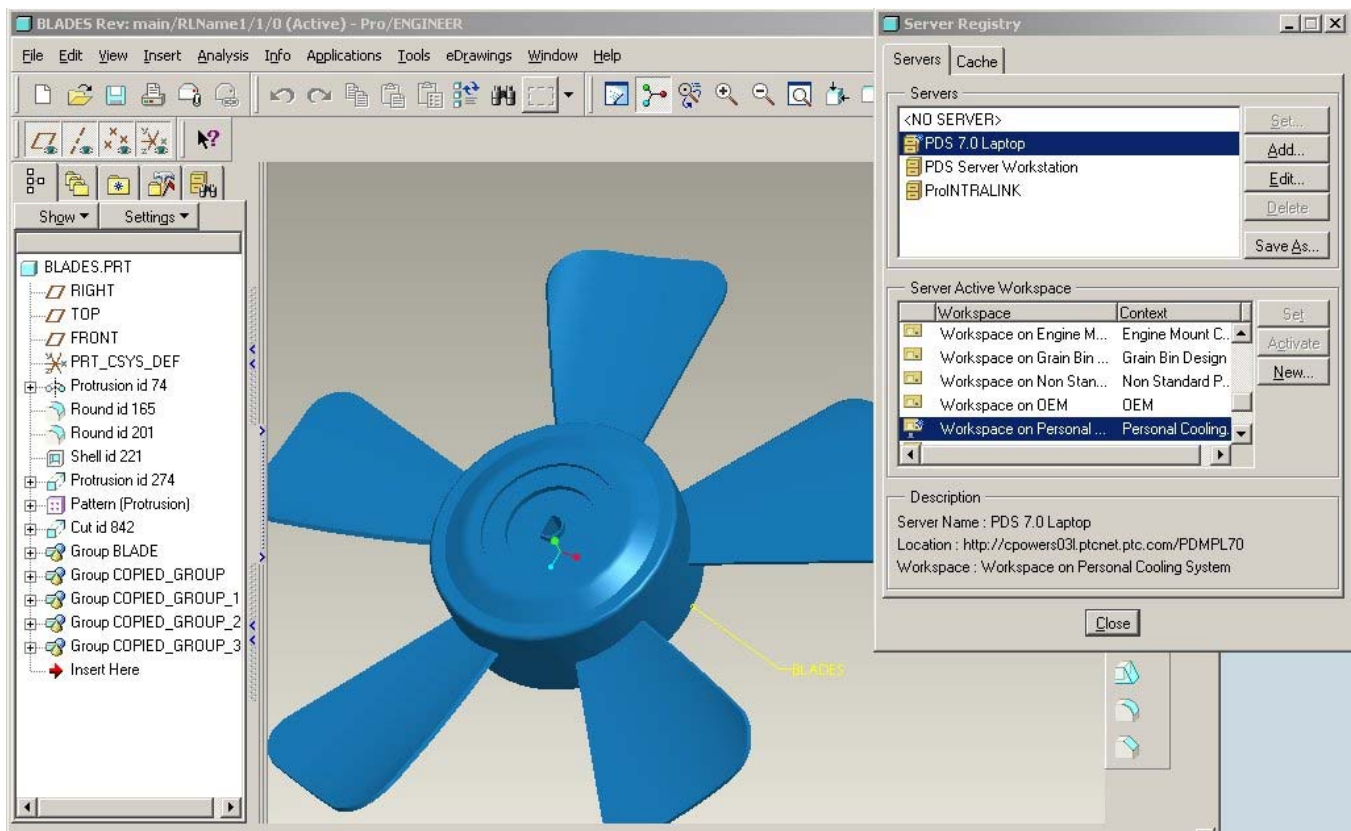 BLADES Rev: main/RLName1/1/0 (Active) - Pro/ENGINEER
File Edit View Insert Analysis Info Applications Tools eDrawings Window Help
Show Settings
BLADES.PRT
RIGHT
TOP
FRONT
PRT_CSYS_DEF
Protrusion id 74
Round id 165
Round id 201
Shell id 221
Protrusion id 274
Pattern (Protrusion)
Cut id 842
Group BLADE
Group COPIED_GROUP
Group COPIED_GROUP_1
Group COPIED_GROUP_2
Group COPIED_GROUP_3
Insert Here
BLADES
Server Registry
Servers Cache
Servers
<NO SERVER>
PDS 7.0 Laptop
PDS Server Workstation
ProINTRALINK
Set...
Add...
Edit...
Delete
Save As...
Server Active Workspace
Workspace Context
Workspace on Engine M... Engine Mount C...
Workspace on Grain Bin ... Grain Bin Design
Workspace on Non Stan... Non Standard P...
Workspace on OEM OEM
Workspace on Personal ... Personal Cooling.
Set
Activate
New...
Description
Server Name : PDS 7.0 Laptop
Location : http://cpowers03l.ptcnet.ptc.com/PDMPL70
Workspace : Workspace on Personal Cooling System
Close